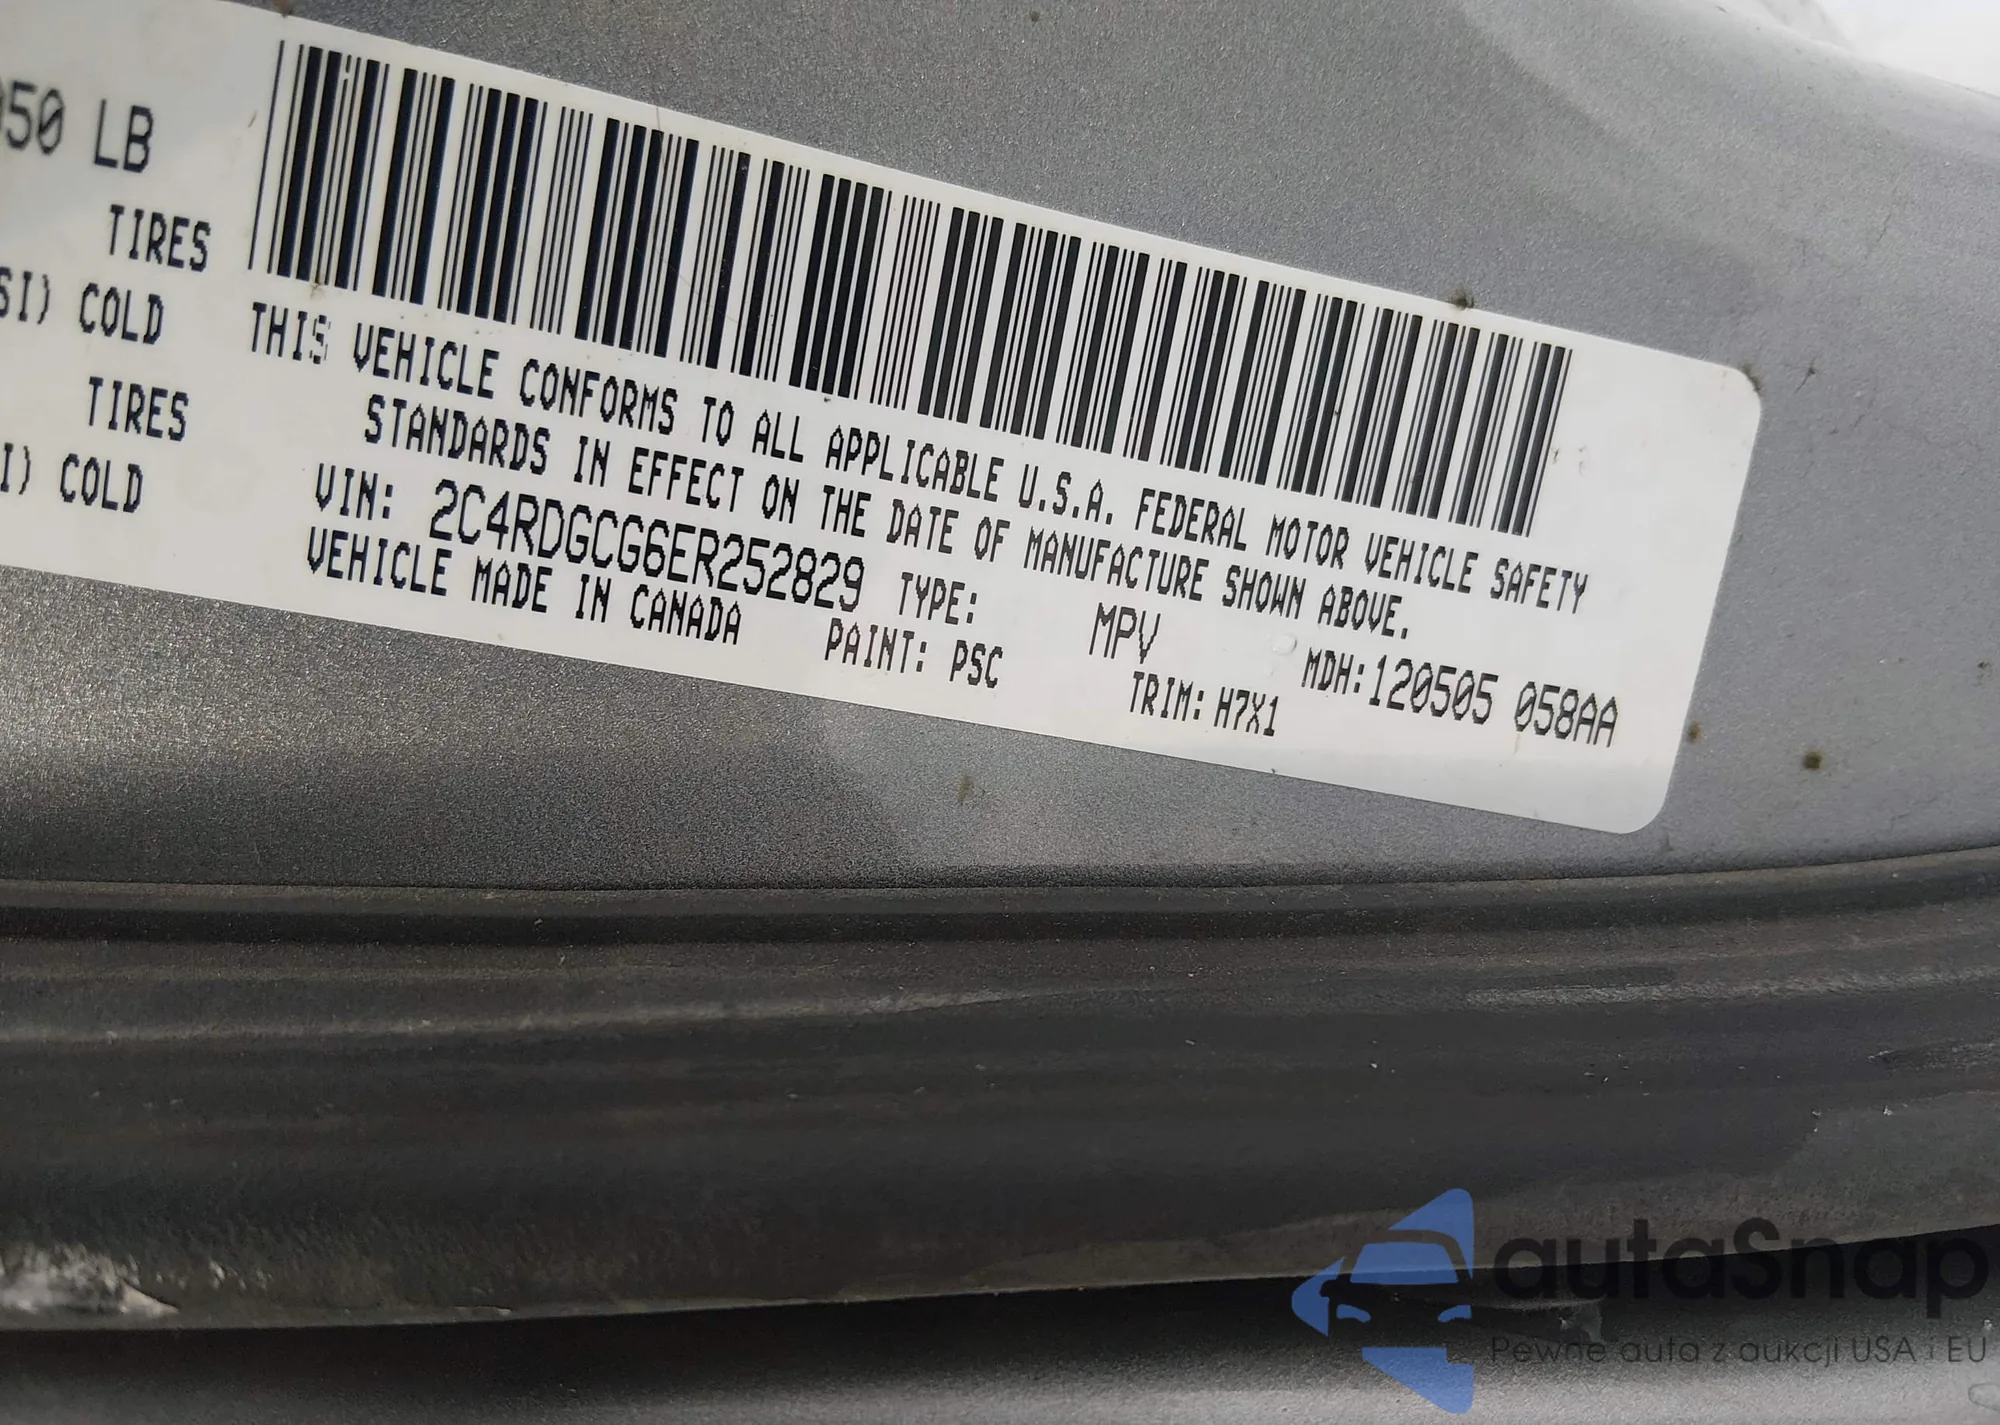 050 LB
TIRES
SI) COLD
TIRES
I) COLD
THIS VEHICLE CONFORMS TO ALL APPLICABLE U.S.A. FEDERAL MOTOR VEHICLE SAFETY
STANDARDS IN EFFECT ON THE DATE OF MANUFACTURE SHOWN ABOVE.
VIN: 2C4RDGCG6ER252829 TYPE: MPV MDH:120505 058AA
VEHICLE MADE IN CANADA PAINT: PSC TRIM: H7X1
autaSnap
Pewne auta z aukcji USA i EU